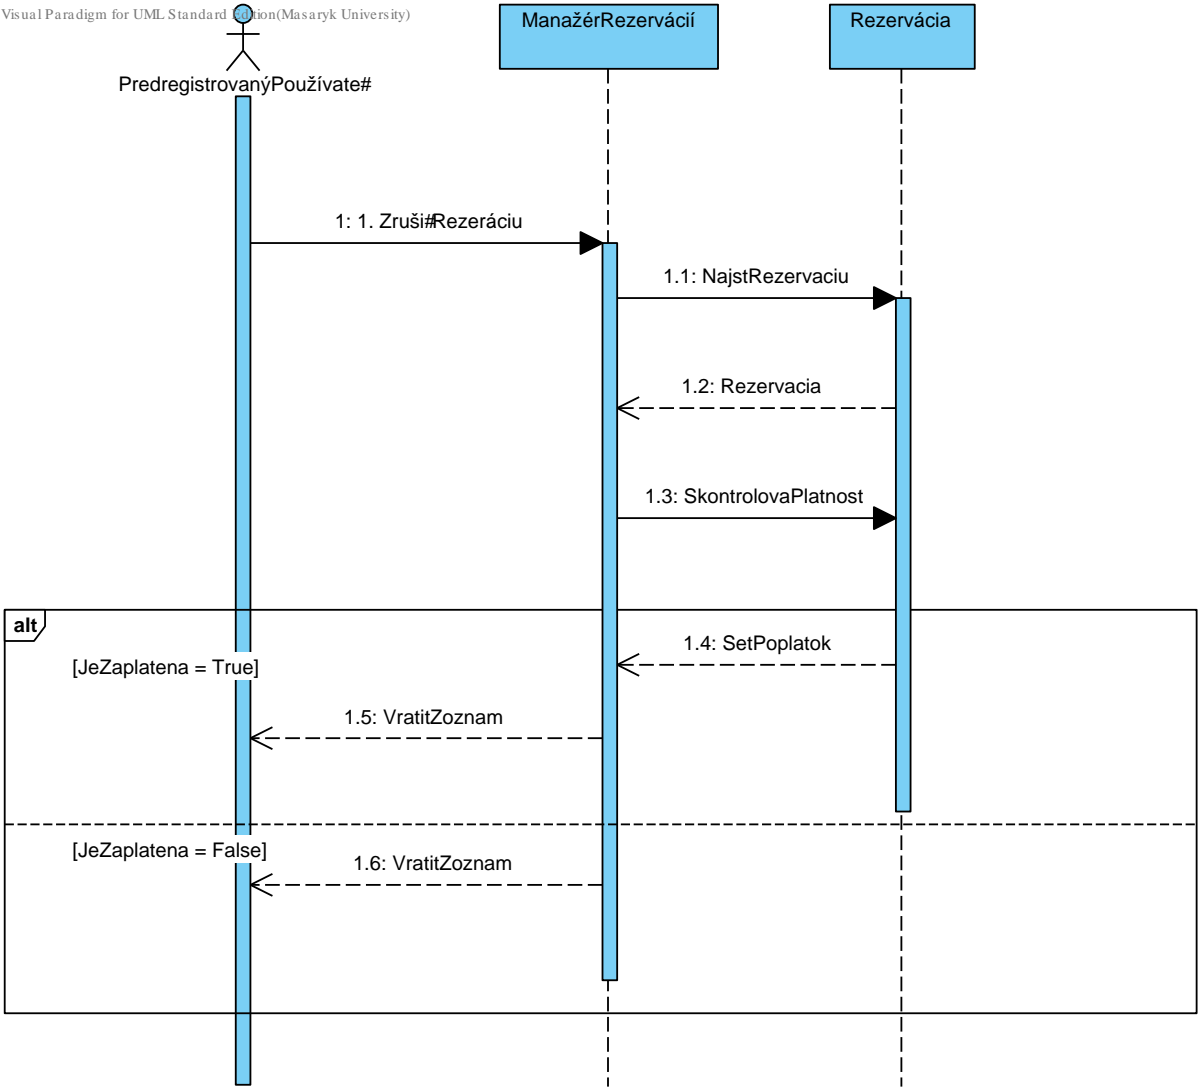 Visual Paradigm for UML Standard Edition(Masaryk University)
ManažérRezervácií
Rezervácia
PredregistrovanýPoužívate#
1: 1. Zruši#Rezeráciu
1.1: NajstRezervaciu
1.2: Rezervacia
1.3: SkontrolovaPlatnost
alt
1.4: SetPoplatok
[JeZaplatena = True]
1.5: VratitZoznam
[JeZaplatena = False]
1.6: VratitZoznam